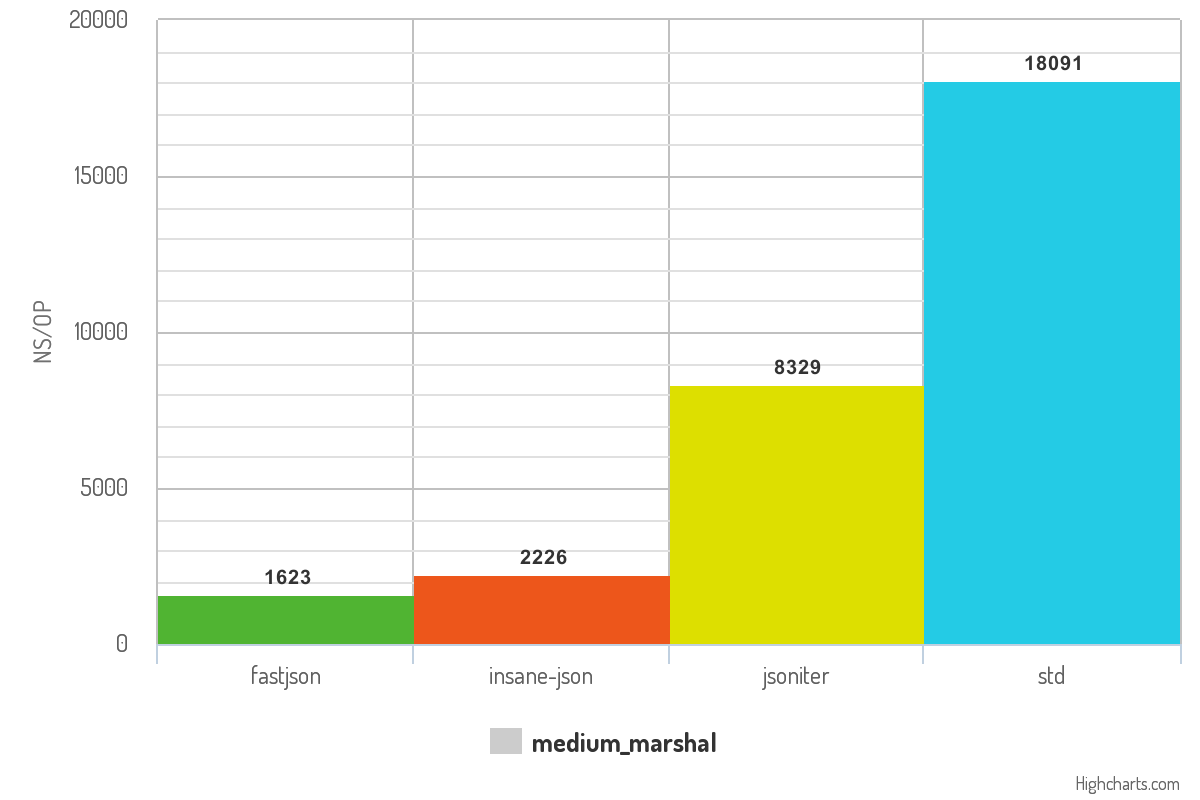 20000
15000
10000
5000
0
NS/OP
1623
2226
8329
18091
fastjson
insane-json
jsoniter
std
medium_marshal
Highcharts.com